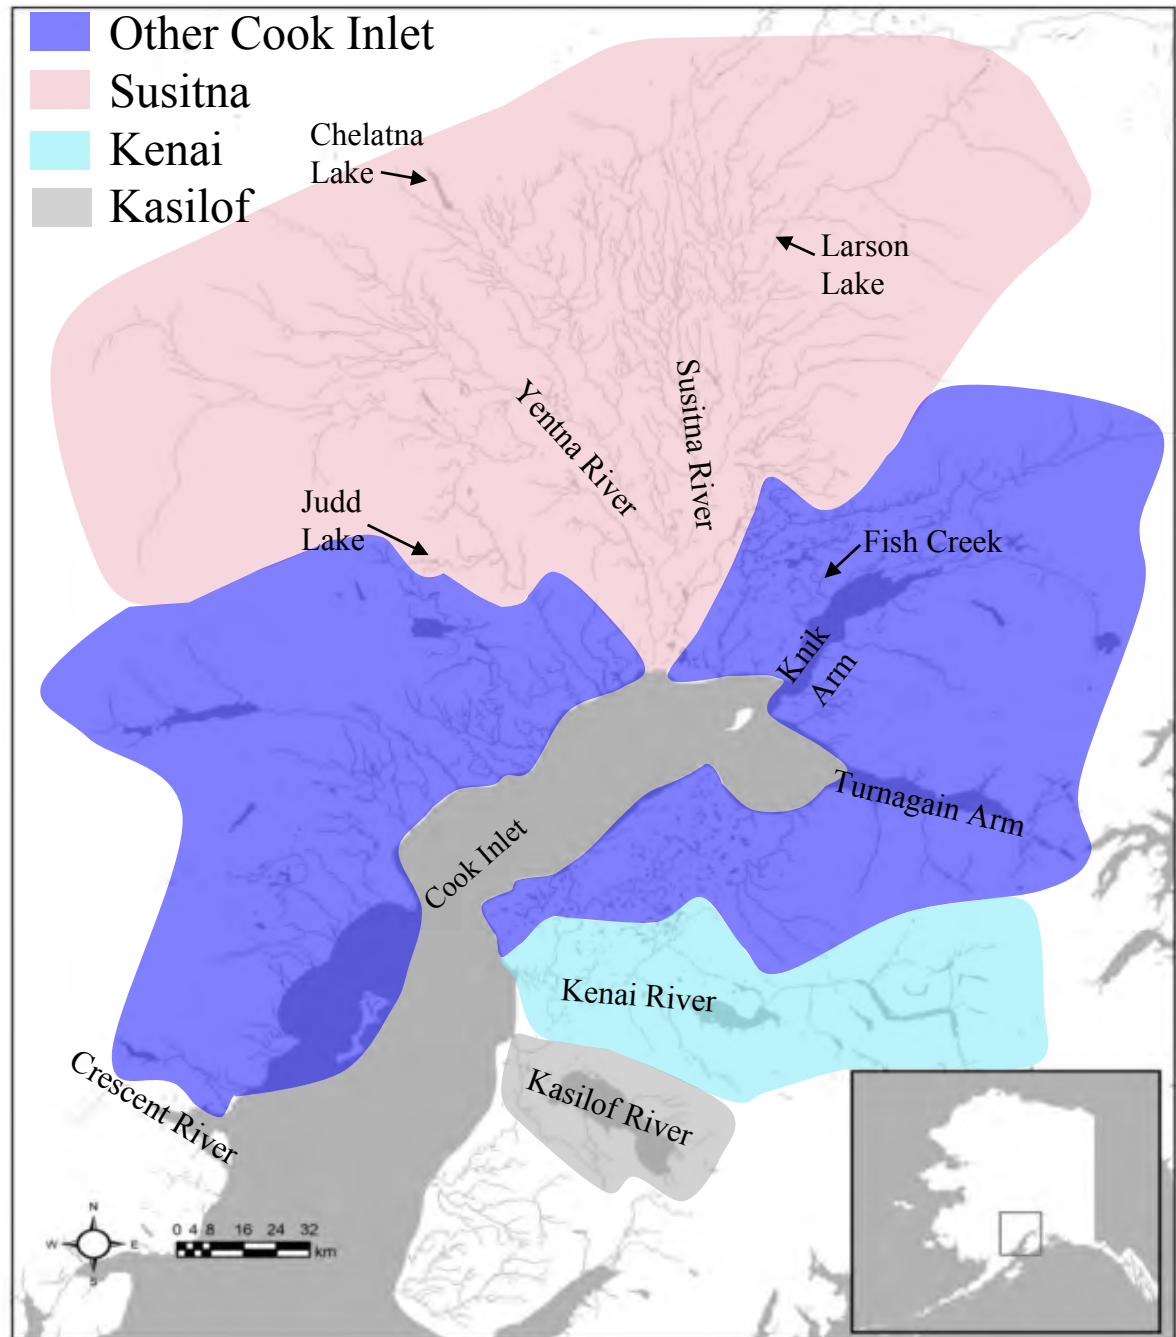 Other Cook Inlet
Susitna
Kenai
Kasilof
Chelatna
Lake
Larson
Lake
Yentna River
Susitna River
Judd
Lake
Fish Creek
Knik
Arm
Turnagain Arm
Cook Inlet
Kenai River
Kasilof River
Crescent River
N
W E
S
0 4 8 16 24 32
km